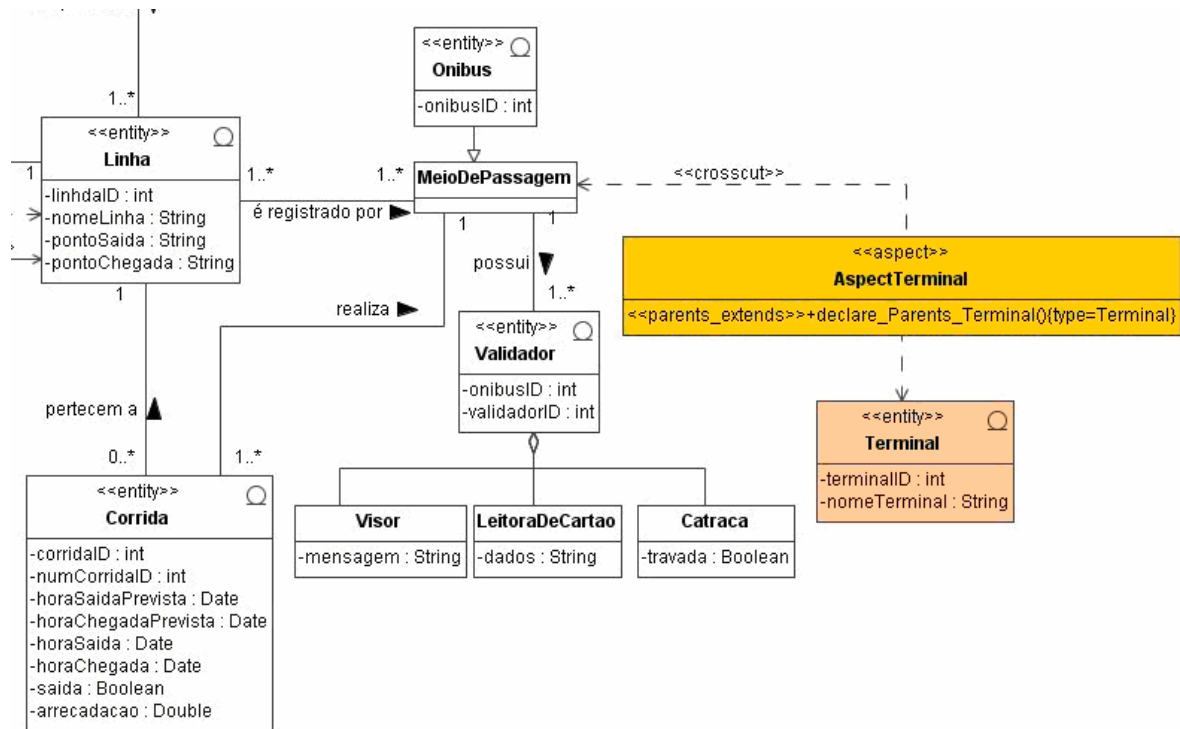 <<entity>>
Onibus
-onibusID : int
1..*
<<entity>>
Linha
-linhdaID : int
-nomeLinha : String
-pontoSaida : String
-pontoChegada : String
1
1
1..*
1..*
é registrado por
MeioDePassagem
1
1
<<crosscut>>
<<aspect>>
AspectTerminal
<<parents_extends>>+declare_Parents_Terminal(){type=Terminal}
possui
1..*
realiza
<<entity>>
Validador
-onibusID : int
-validadorID : int
<<entity>>
Terminal
-terminalID : int
-nomeTerminal : String
pertecem a
0..*
1..*
<<entity>>
Corrida
-corridaID : int
-numCorridaID : int
-horaSaidaPrevista : Date
-horaChegadaPrevista : Date
-horaSaida : Date
-horaChegada : Date
-saida : Boolean
-arrecadacao : Double
Visor
-mensagem : String
LeitoraDeCartao
-dados : String
Catraca
-travada : Boolean